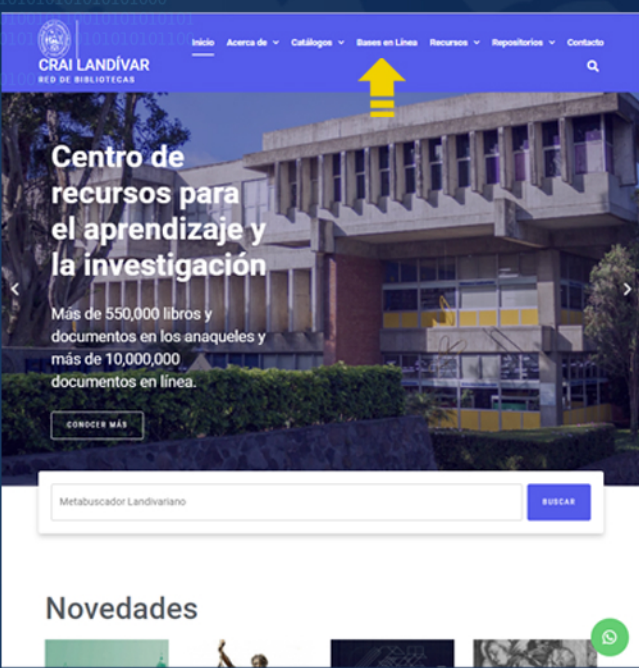 Inicio Acerca de Catálogos Bases en Línea Recursos Repositorios Contacto
CRAI LANDÍVAR
RED DE BIBLIOTECAS
Centro de
recursos para
el aprendizaje y
la investigación
Más de 550,000 libros y
documentos en los anaqueles y
más de 10,000,000
documentos en línea.
CONOCER MÁS
Metabuscador Landivariano
BUSCAR
Novedades